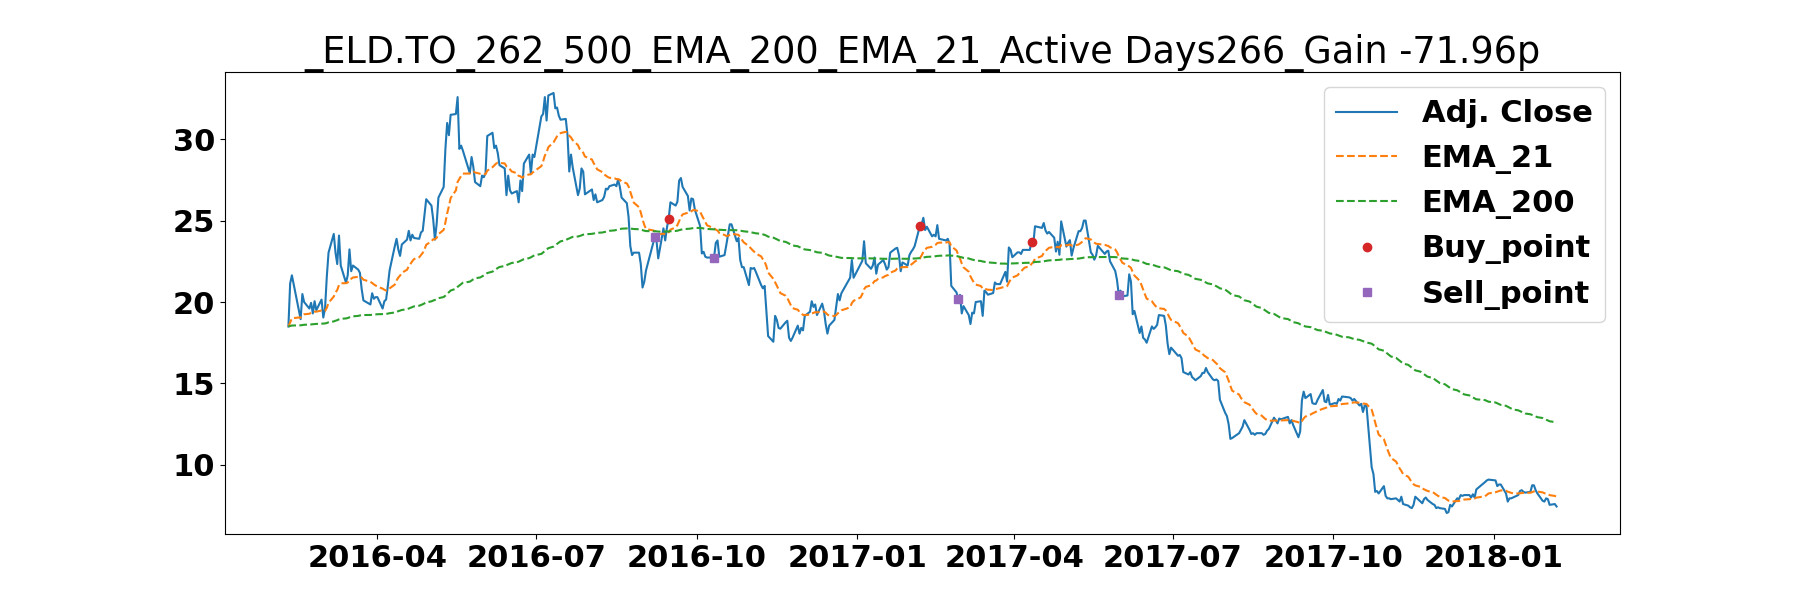 _ELD.TO_262_500_EMA_200_EMA_21_Active Days266_Gain -71.96p
Adj. Close
EMA_21
EMA_200
Buy_point
Sell_point
30
25
20
15
10
2016-04 2016-07 2016-10 2017-01 2017-04 2017-07 2017-10 2018-01